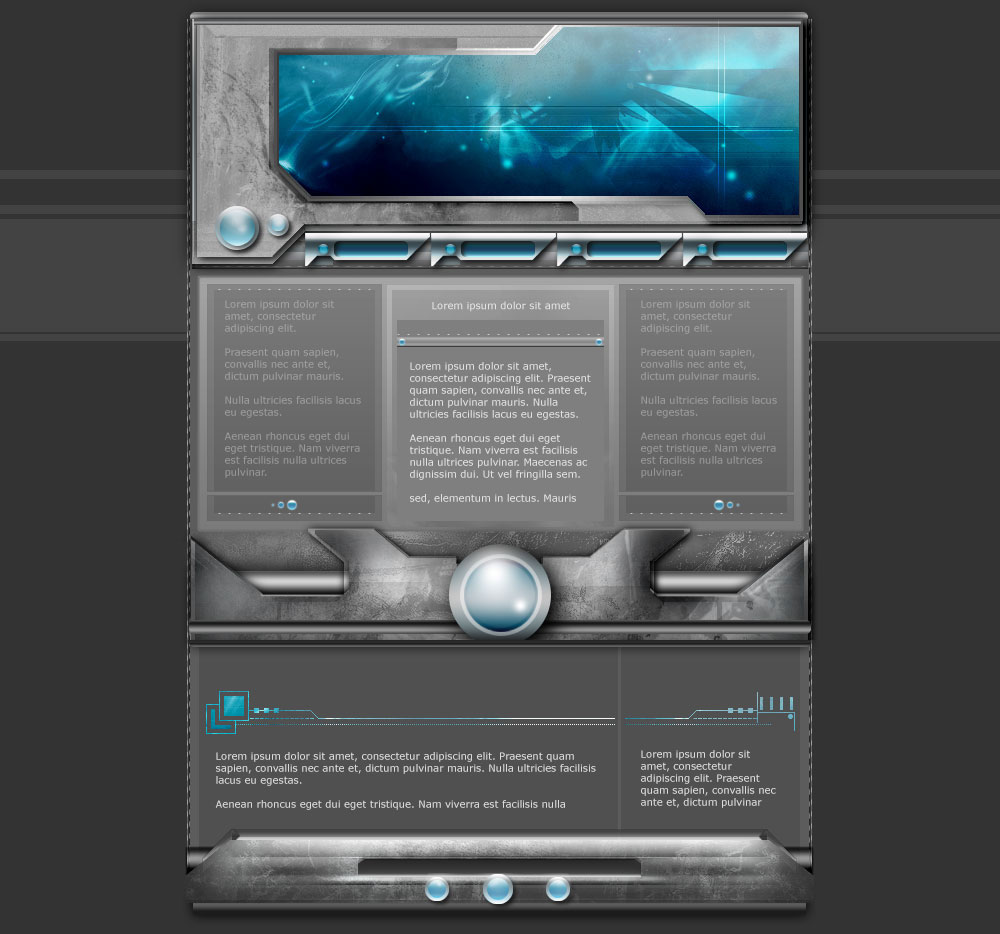 Lorem ipsum dolor sit
amet, consectetur
adipiscing elit.
Praesent quam sapien,
convallis nec ante et,
dictum pulvinar mauris.
Nulla ultricies facilisis lacus
eu egestas.
Aenean rhoncus eget dui
eget tristique. Nam viverra
est facilisis nulla ultrices
pulvinar.
Lorem ipsum dolor sit amet
Lorem ipsum dolor sit amet,
consectetur adipiscing elit. Praesent
quam sapien, convallis nec ante et,
dictum pulvinar mauris. Nulla
ultricies facilisis lacus eu egestas.
Aenean rhoncus eget dui eget
tristique. Nam viverra est facilisis
nulla ultrices pulvinar. Maecenas ac
dignissim dui. Ut vel fringilla sem.
sed, elementum in lectus. Mauris
Lorem ipsum dolor sit
amet, consectetur
adipiscing elit.
Praesent quam sapien,
convallis nec ante et,
dictum pulvinar mauris.
Nulla ultricies facilisis lacus
eu egestas.
Aenean rhoncus eget dui
eget tristique. Nam viverra
est facilisis nulla ultrices
pulvinar.
Lorem ipsum dolor sit amet, consectetur adipiscing elit. Praesent quam
sapien, convallis nec ante et, dictum pulvinar mauris. Nulla ultricies facilisis
lacus eu egestas.
Aenean rhoncus eget dui eget tristique. Nam viverra est facilisis nulla
Lorem ipsum dolor sit
amet, consectetur
adipiscing elit. Praesent
quam sapien, convallis nec
ante et, dictum pulvinar